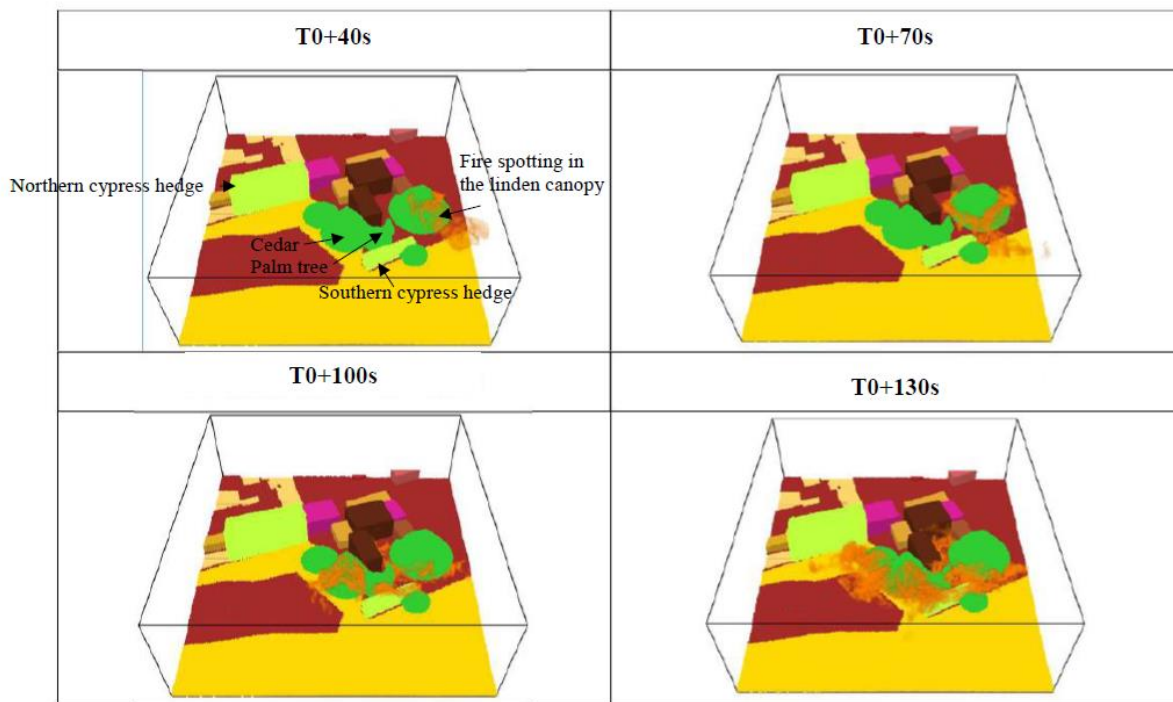 T0+40s
T0+70s
Northern cypress hedge
Fire spotting in
the linden canopy
Cedar
Palm tree
Southern cypress hedge
T0+100s
T0+130s